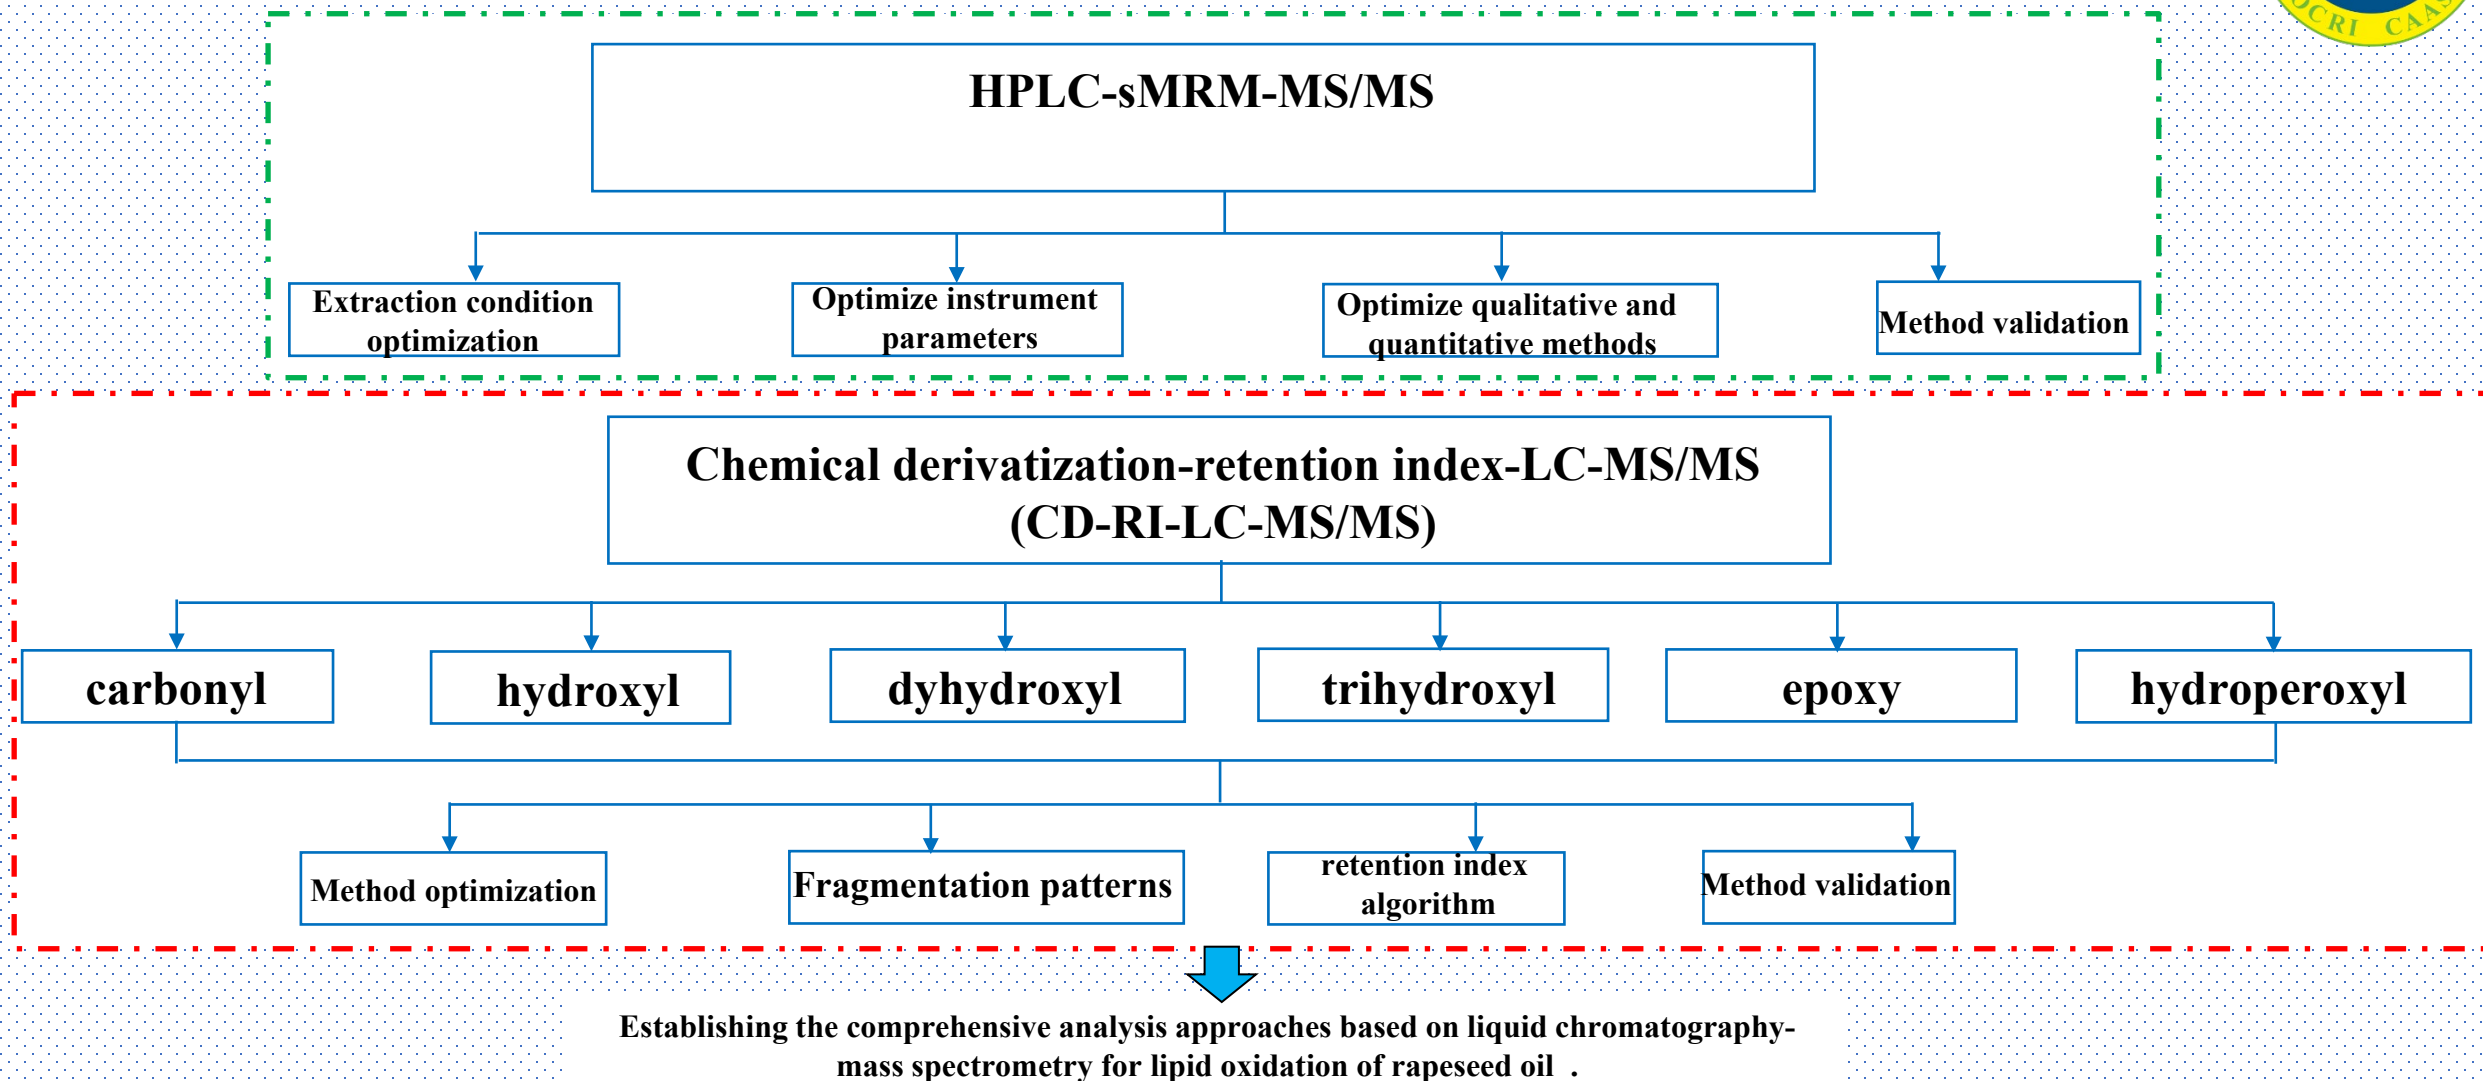 OCRI CAAS
HPLC-sMRM-MS/MS
Extraction condition
optimization
Optimize instrument
parameters
Optimize qualitative and
quantitative methods
Method validation
Chemical derivatization-retention index-LC-MS/MS
(CD-RI-LC-MS/MS)
carbonyl
hydroxyl
dyhydroxyl
trihydroxyl
epoxy
hydroperoxyl
Method optimization
Fragmentation patterns
retention index
algorithm
Method validation
Establishing the comprehensive analysis approaches based on liquid chromatography-
mass spectrometry for lipid oxidation of rapeseed oil .